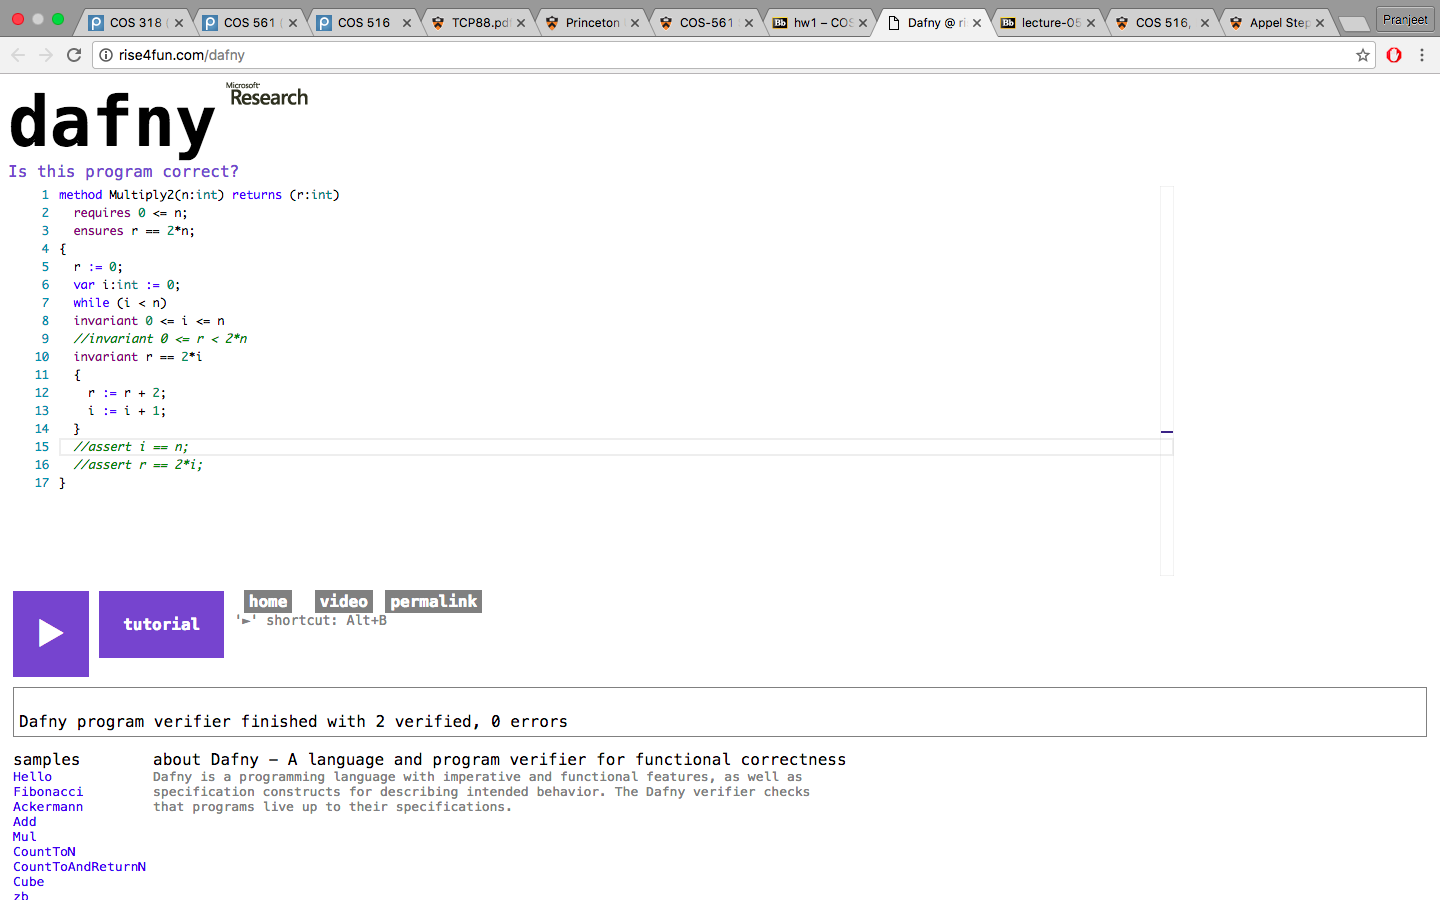 COS 318 (
COS 561 (
COS 516
TCP88.pd
Princeton
COS-561
Bb hw1 – COS
Dafny @ ri
Bb lecture-05
COS 516,
Appel Step
Pranjeet
rise4fun.com/dafny
dafny
Microsoft
Research
Is this program correct?
1 method Multiply2(n:int) returns (r:int)
2 requires 0 <= n;
3 ensures r == 2*n;
4 {
5 r := 0;
6 var i:int := 0;
7 while (i < n)
8 invariant 0 <= i <= n
9 //invariant 0 <= r < 2*n
10 invariant r == 2*i
11 {
12 r := r + 2;
13 i := i + 1;
14 }
15 //assert i == n;
16 //assert r == 2*i;
17 }
tutorial
home video permalink
'►' shortcut: Alt+B
Dafny program verifier finished with 2 verified, 0 errors
samples
Hello
Fibonacci
Ackermann
Add
Mul
CountToN
CountToAndReturnN
Cube
zb
about Dafny - A language and program verifier for functional correctness
Dafny is a programming language with imperative and functional features, as well as
specification constructs for describing intended behavior. The Dafny verifier checks
that programs live up to their specifications.